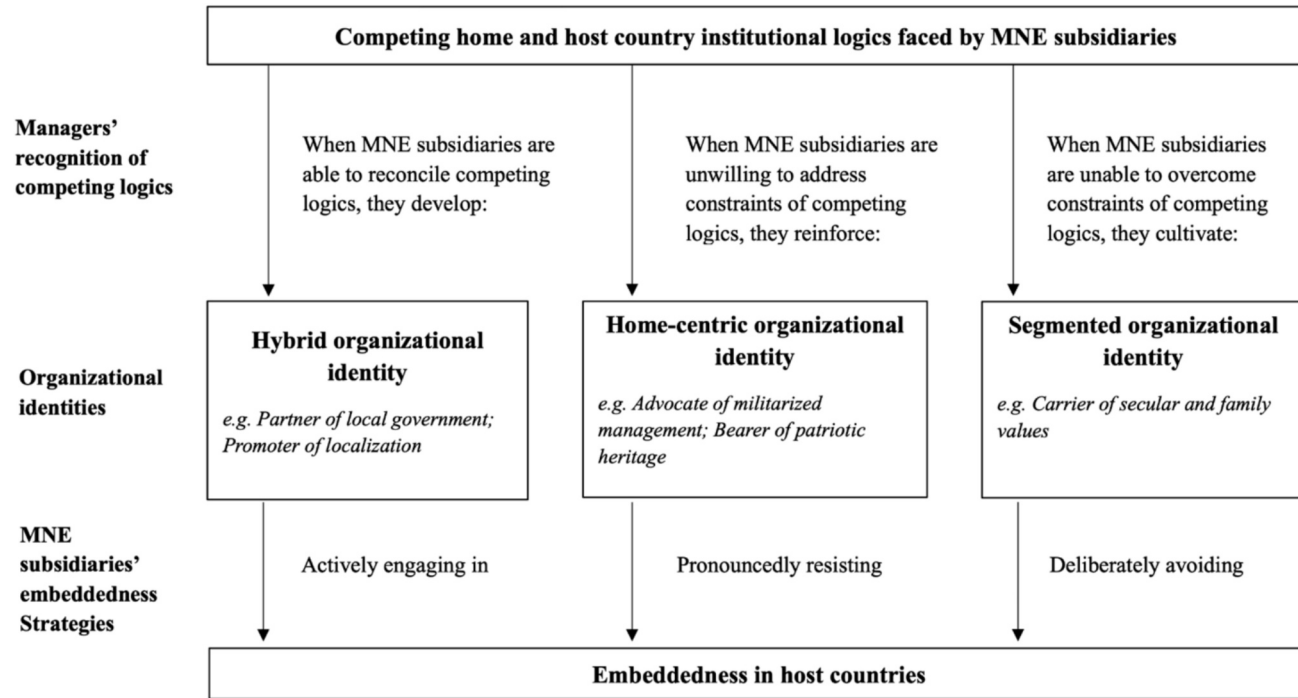 Competing home and host country institutional logics faced by MNE subsidiaries
Managers’
recognition of
competing logics
When MNE subsidiaries are
able to reconcile competing
logics, they develop:
When MNE subsidiaries are
unwilling to address
constraints of competing
logics, they reinforce:
When MNE subsidiaries
are unable to overcome
constraints of competing
logics, they cultivate:
Organizational
identities
Hybrid organizational
identity
e.g. Partner of local government;
Promoter of localization
Home-centric organizational
identity
e.g. Advocate of militarized
management; Bearer of patriotic
heritage
Segmented organizational
identity
e.g. Carrier of secular and family
values
MNE
subsidiaries’
embeddedness
Strategies
Actively engaging in
Pronouncedly resisting
Deliberately avoiding
Embeddedness in host countries